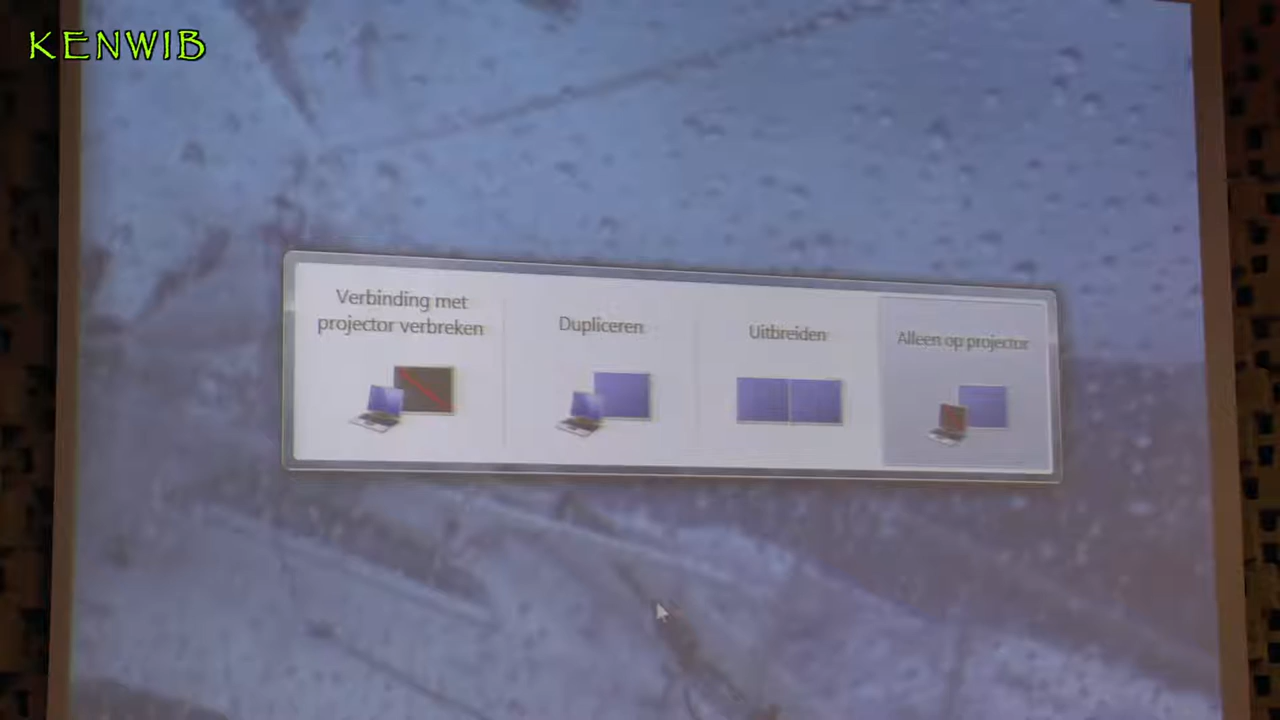 KENWIB
Verbinding met
projector verbreken
Dupliceren
Uitbreiden
Alleen op projector